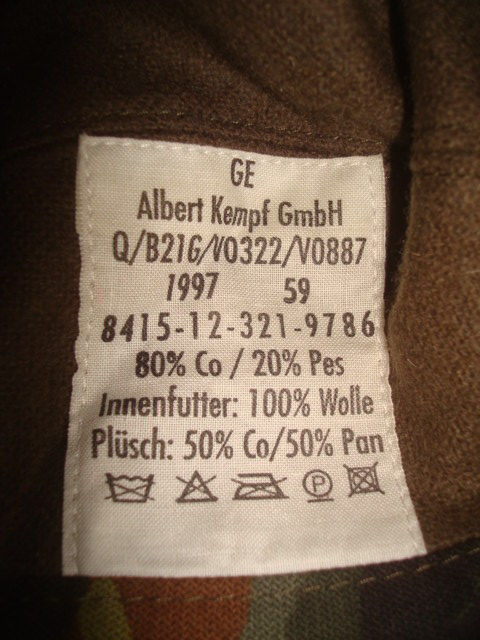 GE
Albert Kempf GmbH
Q/B21G/V0322/V0887
1997 59
8415-12-321-9786
80% Co / 20% Pes
Innenfutter: 100% Wolle
Plüsch: 50% Co/50% Pan
P